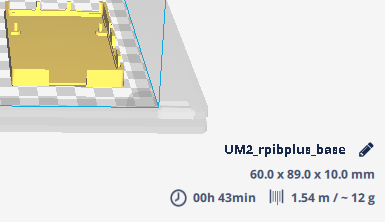 UM2_rpibplus_base
60.0 x 89.0 x 10.0 mm
00h 43min 1.54 m / ~ 12 g